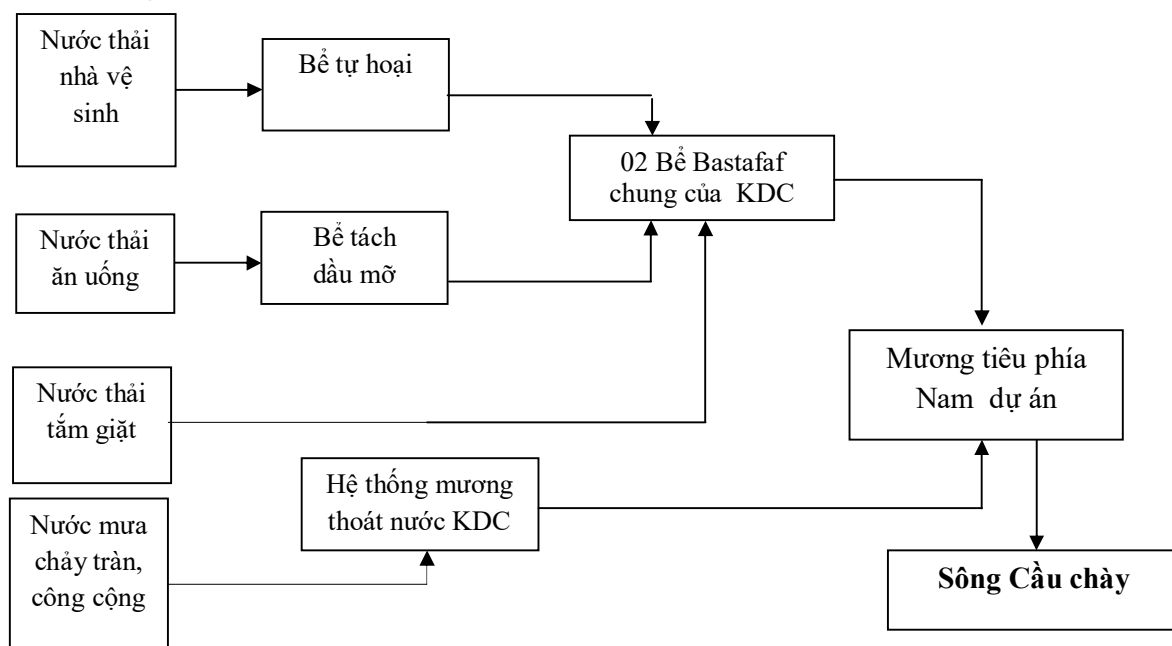 Nước thải
nhà vệ
sinh
Bể tự hoại
02 Bể Bastafaf
chung của KDC
Nước thải
ăn uống
Bể tách
dầu mỡ
Mương tiêu phía
Nam dự án
Nước thải
tắm giặt
Hệ thống mương
thoát nước KDC
Nước mưa
chảy tràn,
công cộng
Sông Cầu chày